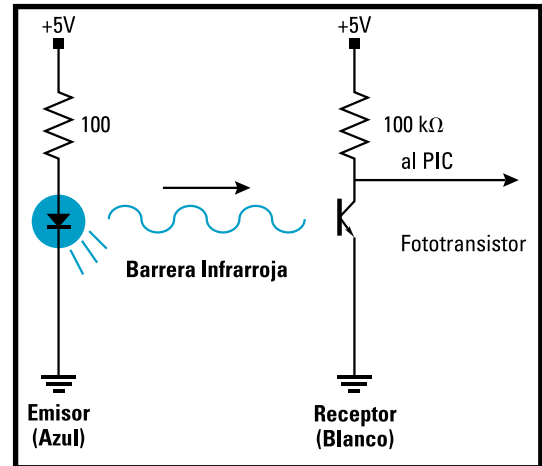 +5V
100
Emisor
(Azul)
Barrera Infrarroja
+5V
100 kΩ
al PIC
Fototransistor
Receptor
(Blanco)